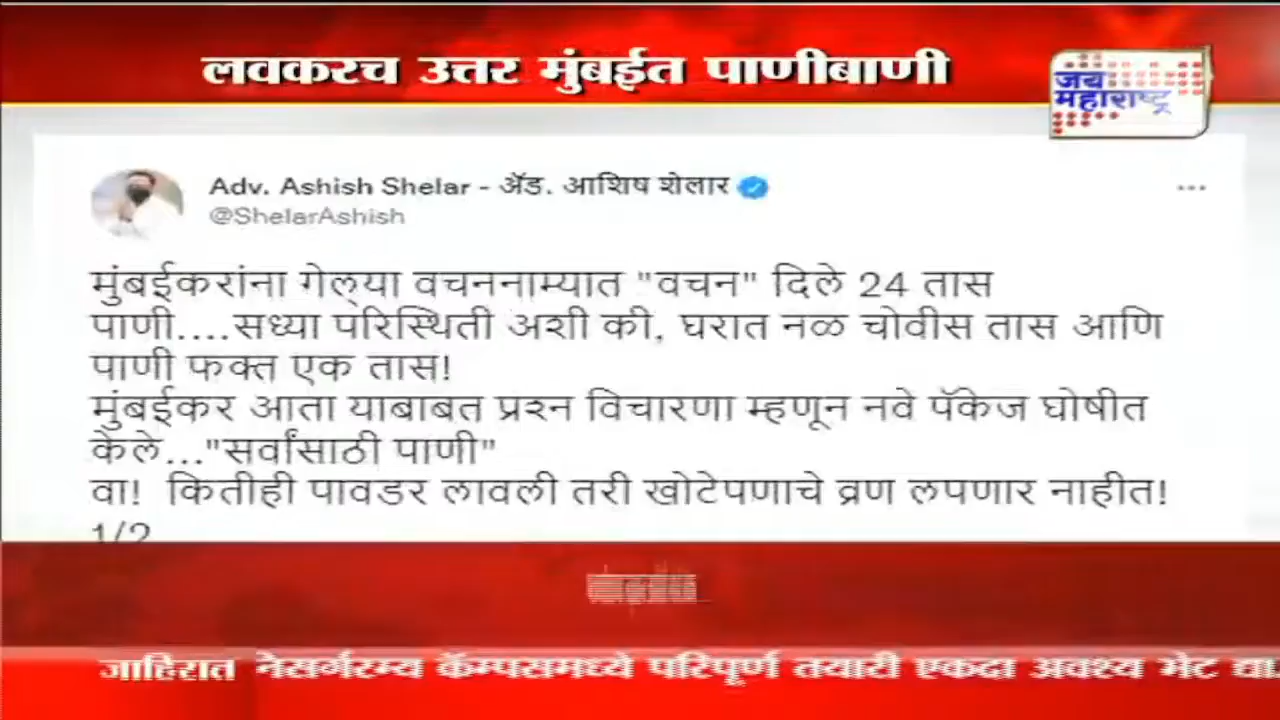 लवकरच उत्तर मुंबईत पाणीबाणी
जय
महाराष्ट्र
Adv. Ashish Shelar - ॲड. आशिष शेलार
@ShelarAshish
मुंबईकरांना गेल्या वचननाम्यात "वचन" दिले 24 तास
पाणी....सध्या परिस्थिती अशी की, घरात नळ चोवीस तास आणि
पाणी फक्त एक तास!
मुंबईकर आता याबाबत प्रश्न विचारणा म्हणून नवे पॅकेज घोषीत
केले..."सर्वांसाठी पाणी"
वा! कितीही पावडर लावली तरी खोटेपणाचे व्रण लपणार नाहीत!
1/2
जाहिरात नेसर्गरम्य कॅम्पसमध्ये परिपूर्ण तयारी एकदा अवश्य भेट द्या.